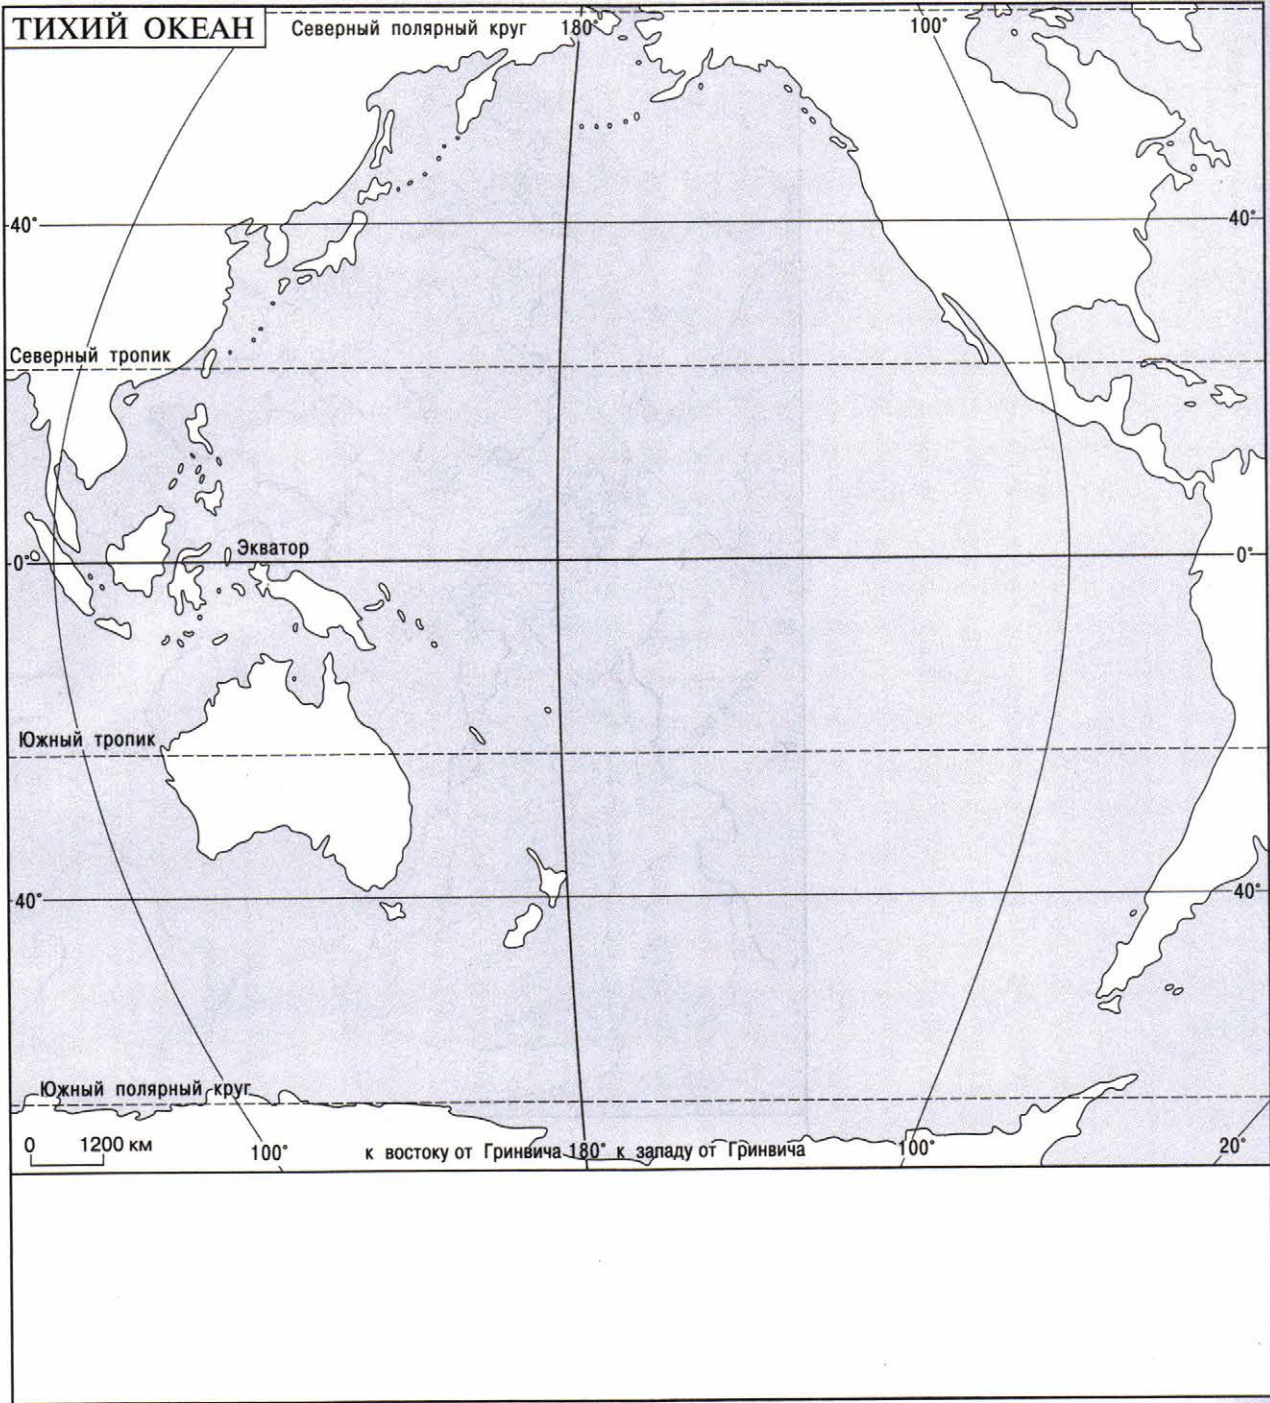 ТИХИЙ ОКЕАН
Северный полярный круг
180°
100°
40°
40°
Северный тропик
Экватор
0°
0°
Южный тропик
40°
40°
Южный полярный круг
0 1200 км
100°
к востоку от Гринвича 180° к западу от Гринвича
100°
20°